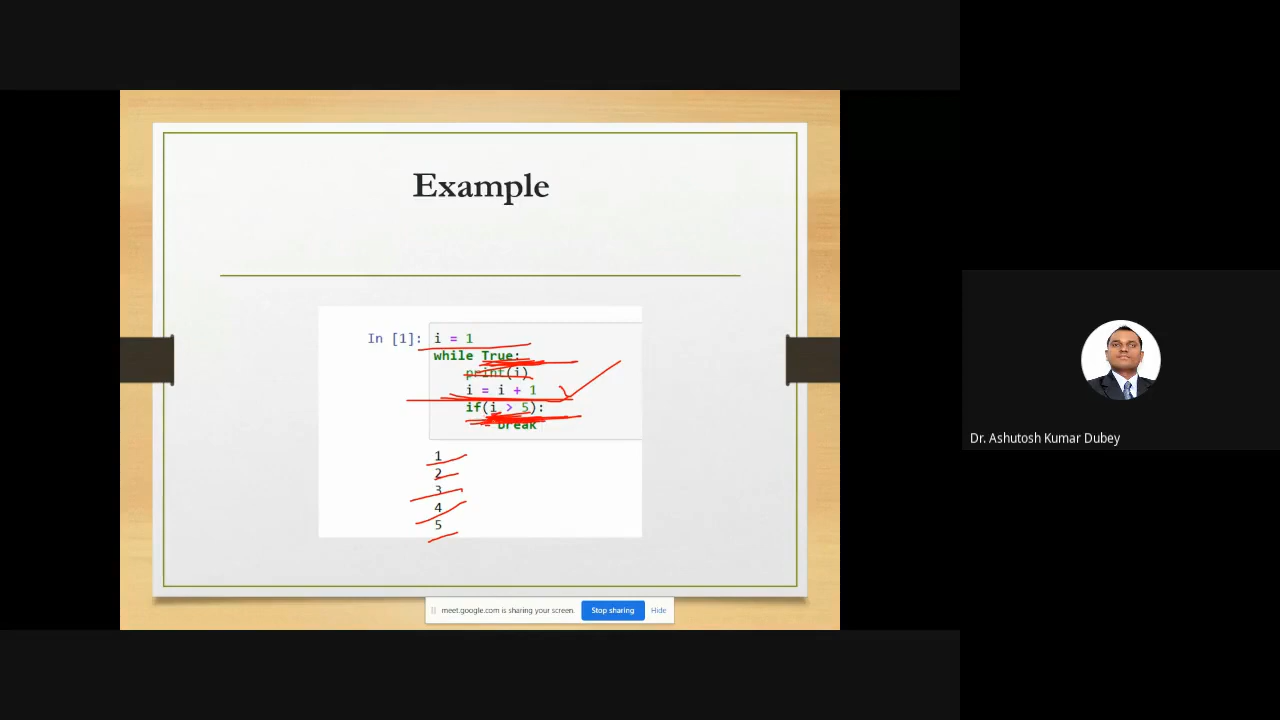 Example
In [1]: i = 1
while True:
print(i)
i = i + 1
if(i > 5):
break
1
2
3
4
5
Dr. Ashutosh Kumar Dubey
meet.google.com is sharing your screen. Stop sharing Hide